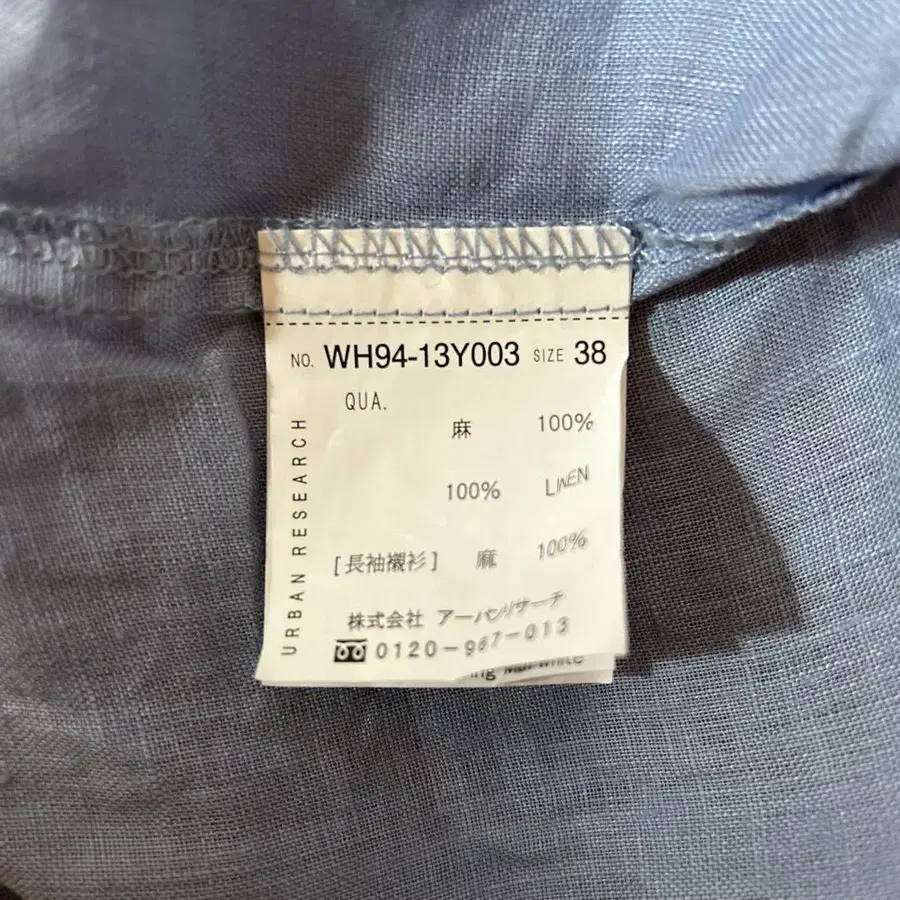 NO. WH94-13Y003 SIZE 38
QUA.
麻 100%
100% LINEN
[長袖襯衫] 麻 100%
株式会社 アーバンリサーチ
0120-967-013
URBAN RESEARCH